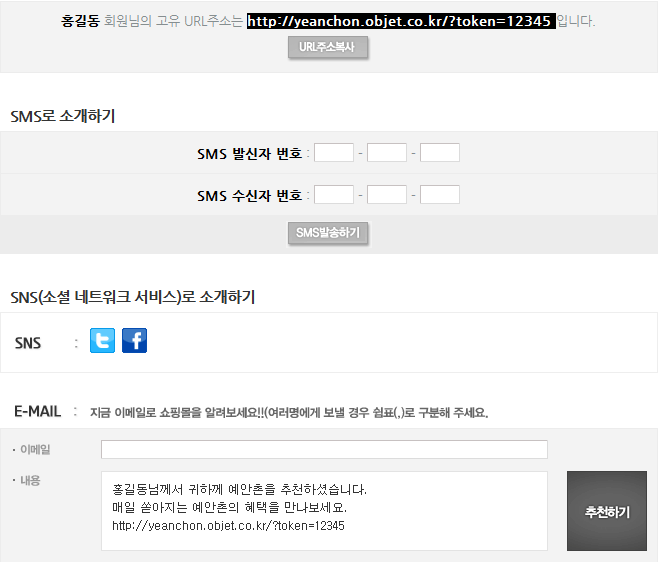 홍길동 회원님의 고유 URL주소는 http://yeanchon.objet.co.kr/?token=12345 입니다.
URL주소복사
SMS로 소개하기
SMS 발신자 번호 : - -
SMS 수신자 번호 : - -
SMS발송하기
SNS(소셜 네트워크 서비스)로 소개하기
SNS : t f
E-MAIL : 지금 이메일로 쇼핑몰을 알려보세요!!(여러명에게 보낼 경우 쉼표(,)로 구분해 주세요.
· 이메일
· 내용
홍길동님께서 귀하께 예안촌을 추천하셨습니다.
매일 쏟아지는 예안촌의 혜택을 만나보세요.
http://yeanchon.objet.co.kr/?token=12345
추천하기